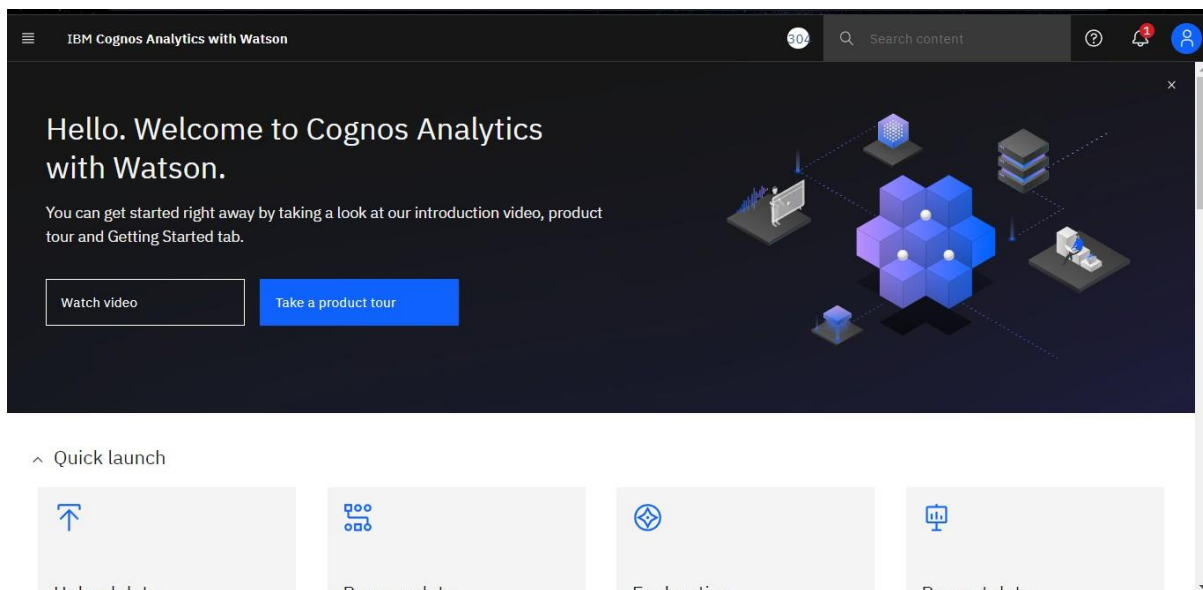 IBM Cognos Analytics with Watson
304
Search content
1
Hello. Welcome to Cognos Analytics
with Watson.
You can get started right away by taking a look at our introduction video, product
tour and Getting Started tab.
Watch video
Take a product tour
Quick launch